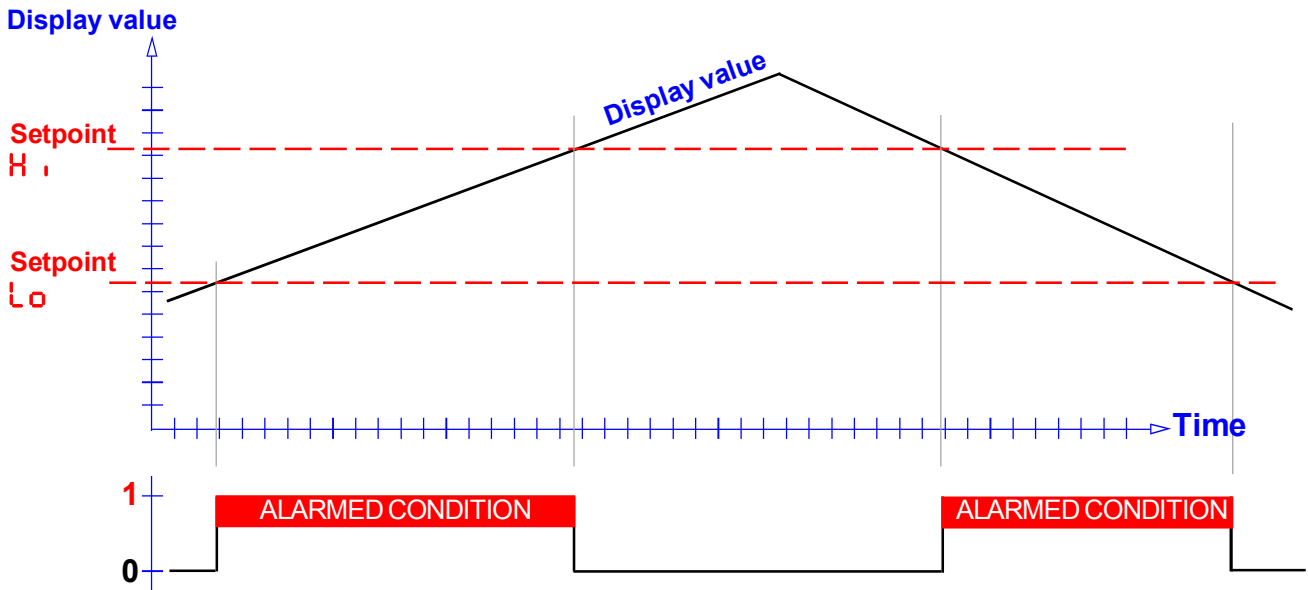 Display value
Display value
Setpoint
Hi
Setpoint
Lo
Time
1
ALARMED CONDITION
ALARMED CONDITION
0